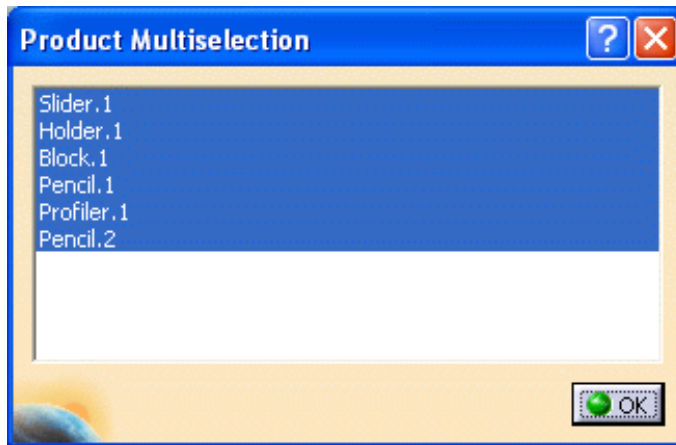 Product Multiselection
Slider.1
Holder.1
Block.1
Pencil.1
Profiler.1
Pencil.2
OK